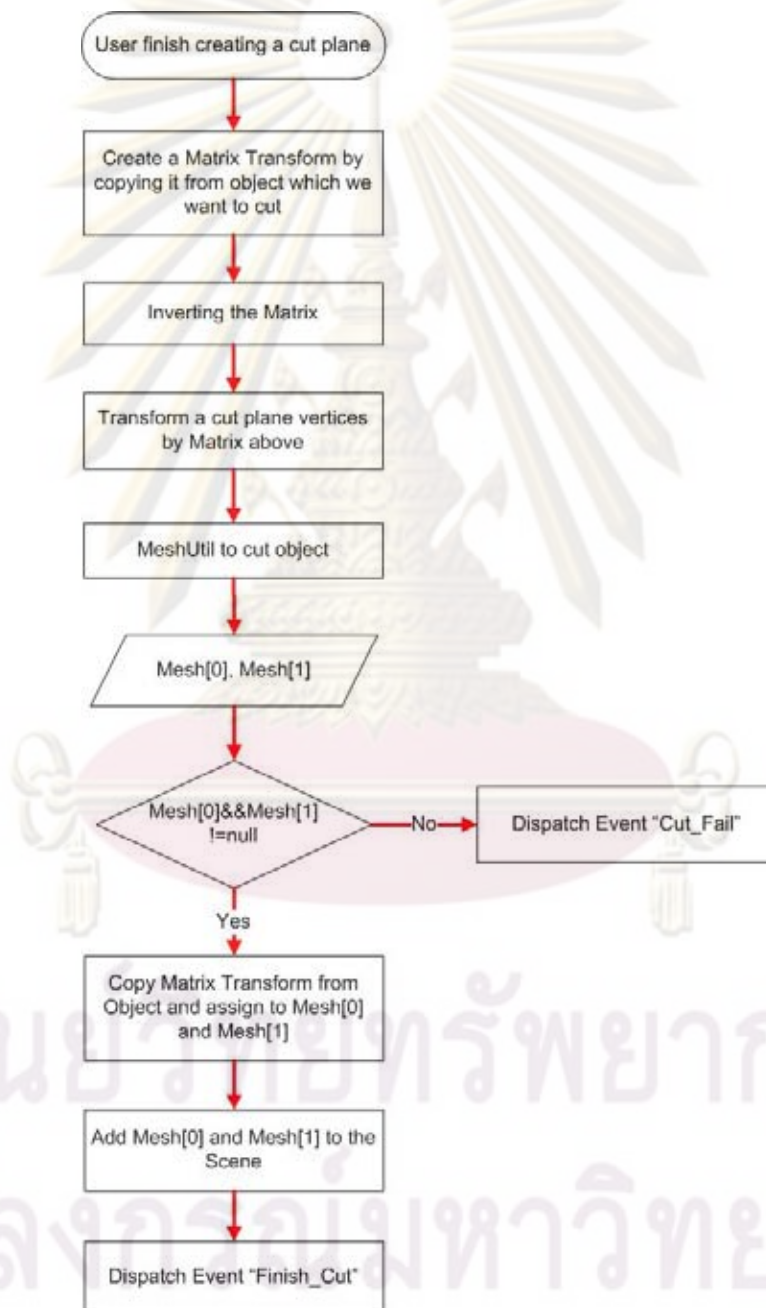 User finish creating a cut plane
Create a Matrix Transform by
copying it from object which we
want to cut
Inverting the Matrix
Transform a cut plane vertices
by Matrix above
MeshUtil to cut object
Mesh[0]. Mesh[1]
Mesh[0]&&Mesh[1]
!=null
No
Dispatch Event “Cut_Fail”
Yes
Copy Matrix Transform from
Object and assign to Mesh[0]
and Mesh[1]
Add Mesh[0] and Mesh[1] to the
Scene
Dispatch Event “Finish_Cut”